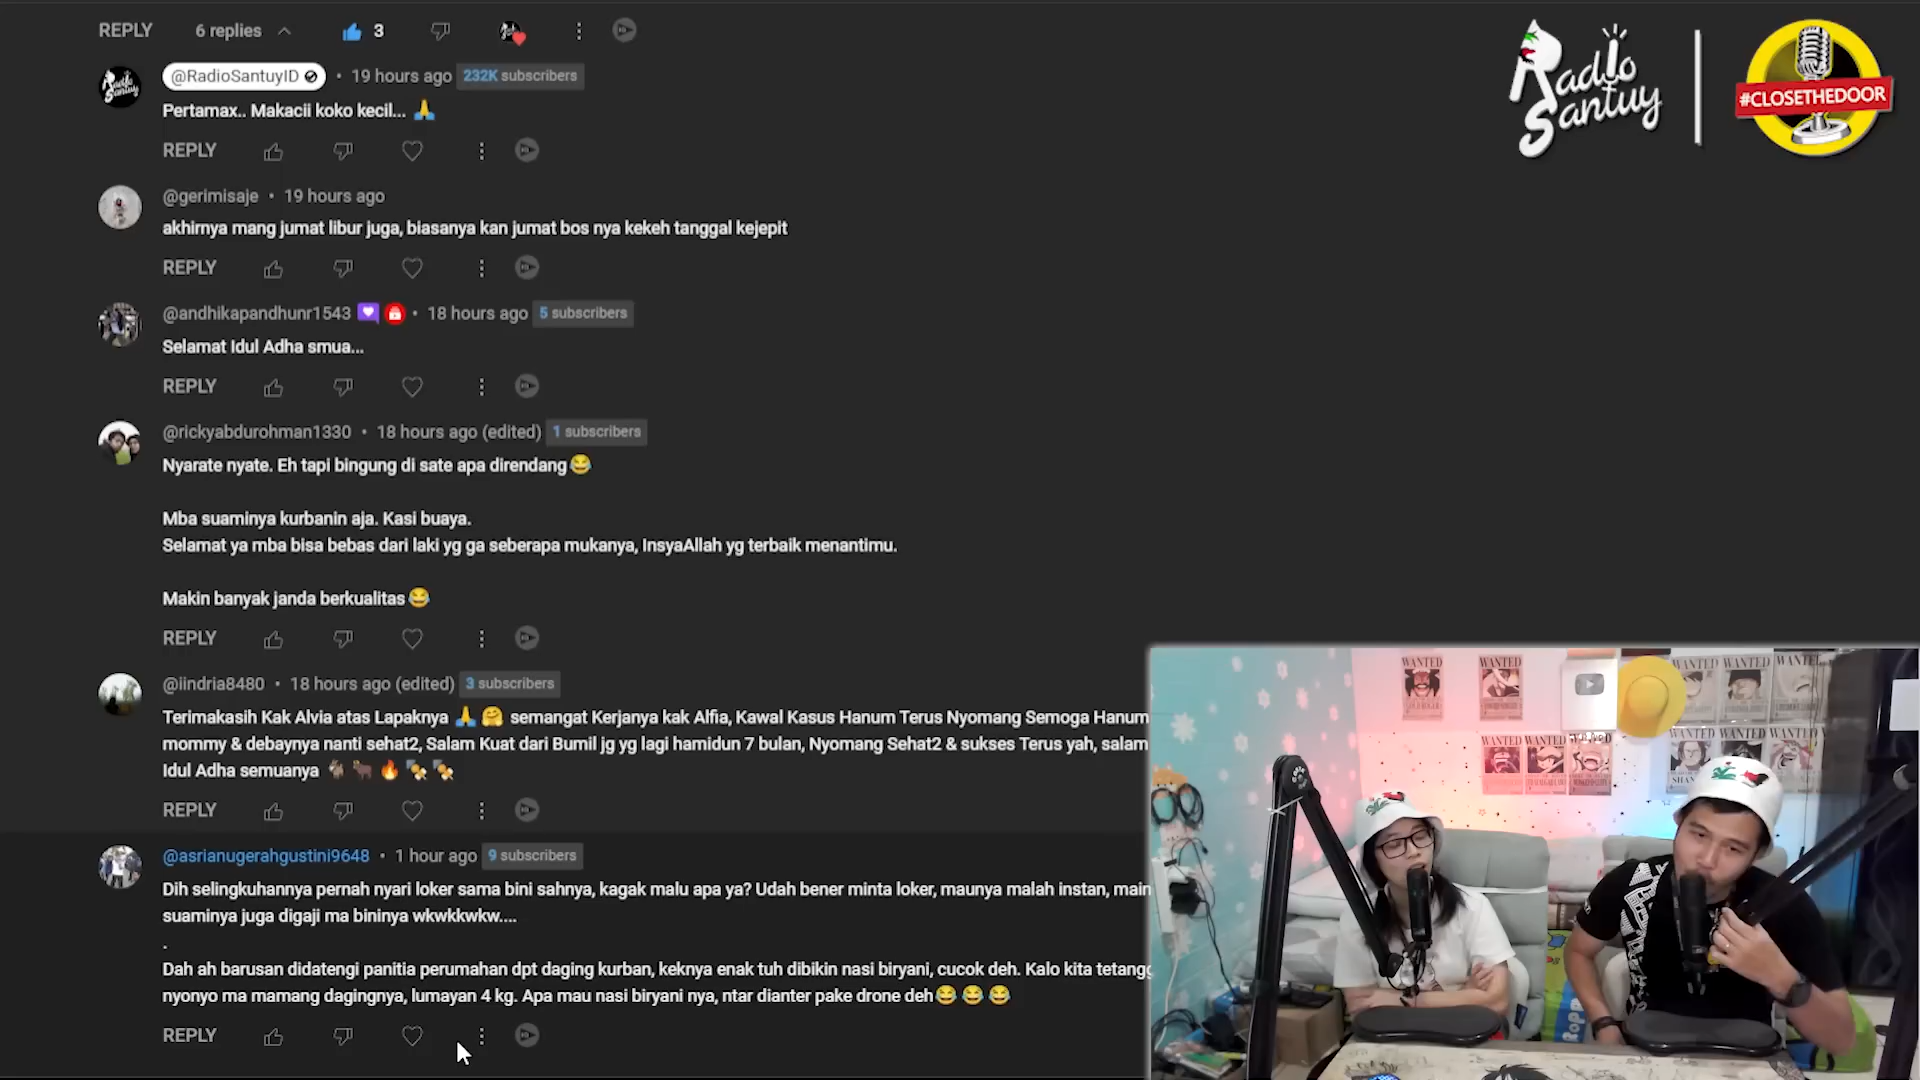 REPLY 6 replies 3
Radio Santuy
#CLOSETHEDOOR
@RadioSantuyID • 19 hours ago 232K subscribers
Pertamax.. Makacii koko kecil... 🙏
REPLY
@gerimisaje • 19 hours ago
akhirnya mang jumat libur juga, biasanya kan jumat bos nya kekeh tanggal kejepit
REPLY
@andhikapandhunr1543 • 18 hours ago 5 subscribers
Selamat Idul Adha smua...
REPLY
@rickyabdurohman1330 • 18 hours ago (edited) 1 subscribers
Nyarate nyate. Eh tapi bingung di sate apa direndang😂
Mba suaminya kurbanin aja. Kasi buaya.
Selamat ya mba bisa bebas dari laki yg ga seberapa mukanya, InsyaAllah yg terbaik menantimu.
Makin banyak janda berkualitas😂
REPLY
@iindria8480 • 18 hours ago (edited) 3 subscribers
Terimakasih Kak Alvia atas Lapaknya 🙏🤗 semangat Kerjanya kak Alfia, Kawal Kasus Hanum Terus Nyomang Semoga Hanum
mommy & debaynya nanti sehat2, Salam Kuat dari Bumil jg yg lagi hamidun 7 bulan, Nyomang Sehat2 & sukses Terus yah, salam
Idul Adha semuanya 🐐🐂🔥🍢🍢
REPLY
@asrianugerahgustini9648 • 1 hour ago 9 subscribers
Dih selingkuhannya pernah nyari loker sama bini sahnya, kagak malu apa ya? Udah bener minta loker, maunya malah instan, main
suaminya juga digaji ma bininya wkwkkwkw....
.
Dah ah barusan didatengi panitia perumahan dpt daging kurban, keknya enak tuh dibikin nasi biryani, cucok deh. Kalo kita tetangg
nyonyo ma mamang dagingnya, lumayan 4 kg. Apa mau nasi biryani nya, ntar dianter pake drone deh😂😂😂
REPLY
WANTED WANTED WANTED WANTED
WANTED WANTED WANTED